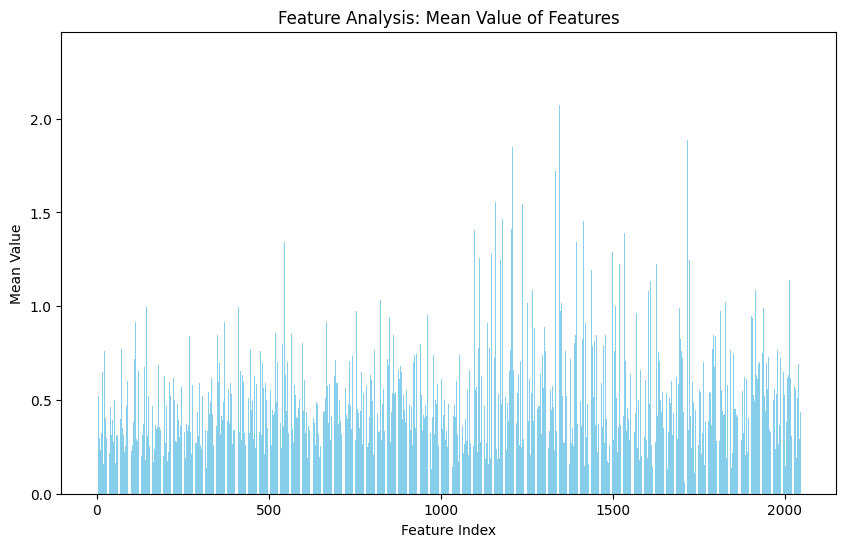 Feature Analysis: Mean Value of Features
Mean Value
2.0
1.5
1.0
0.5
0.0
0 500 1000 1500 2000
Feature Index